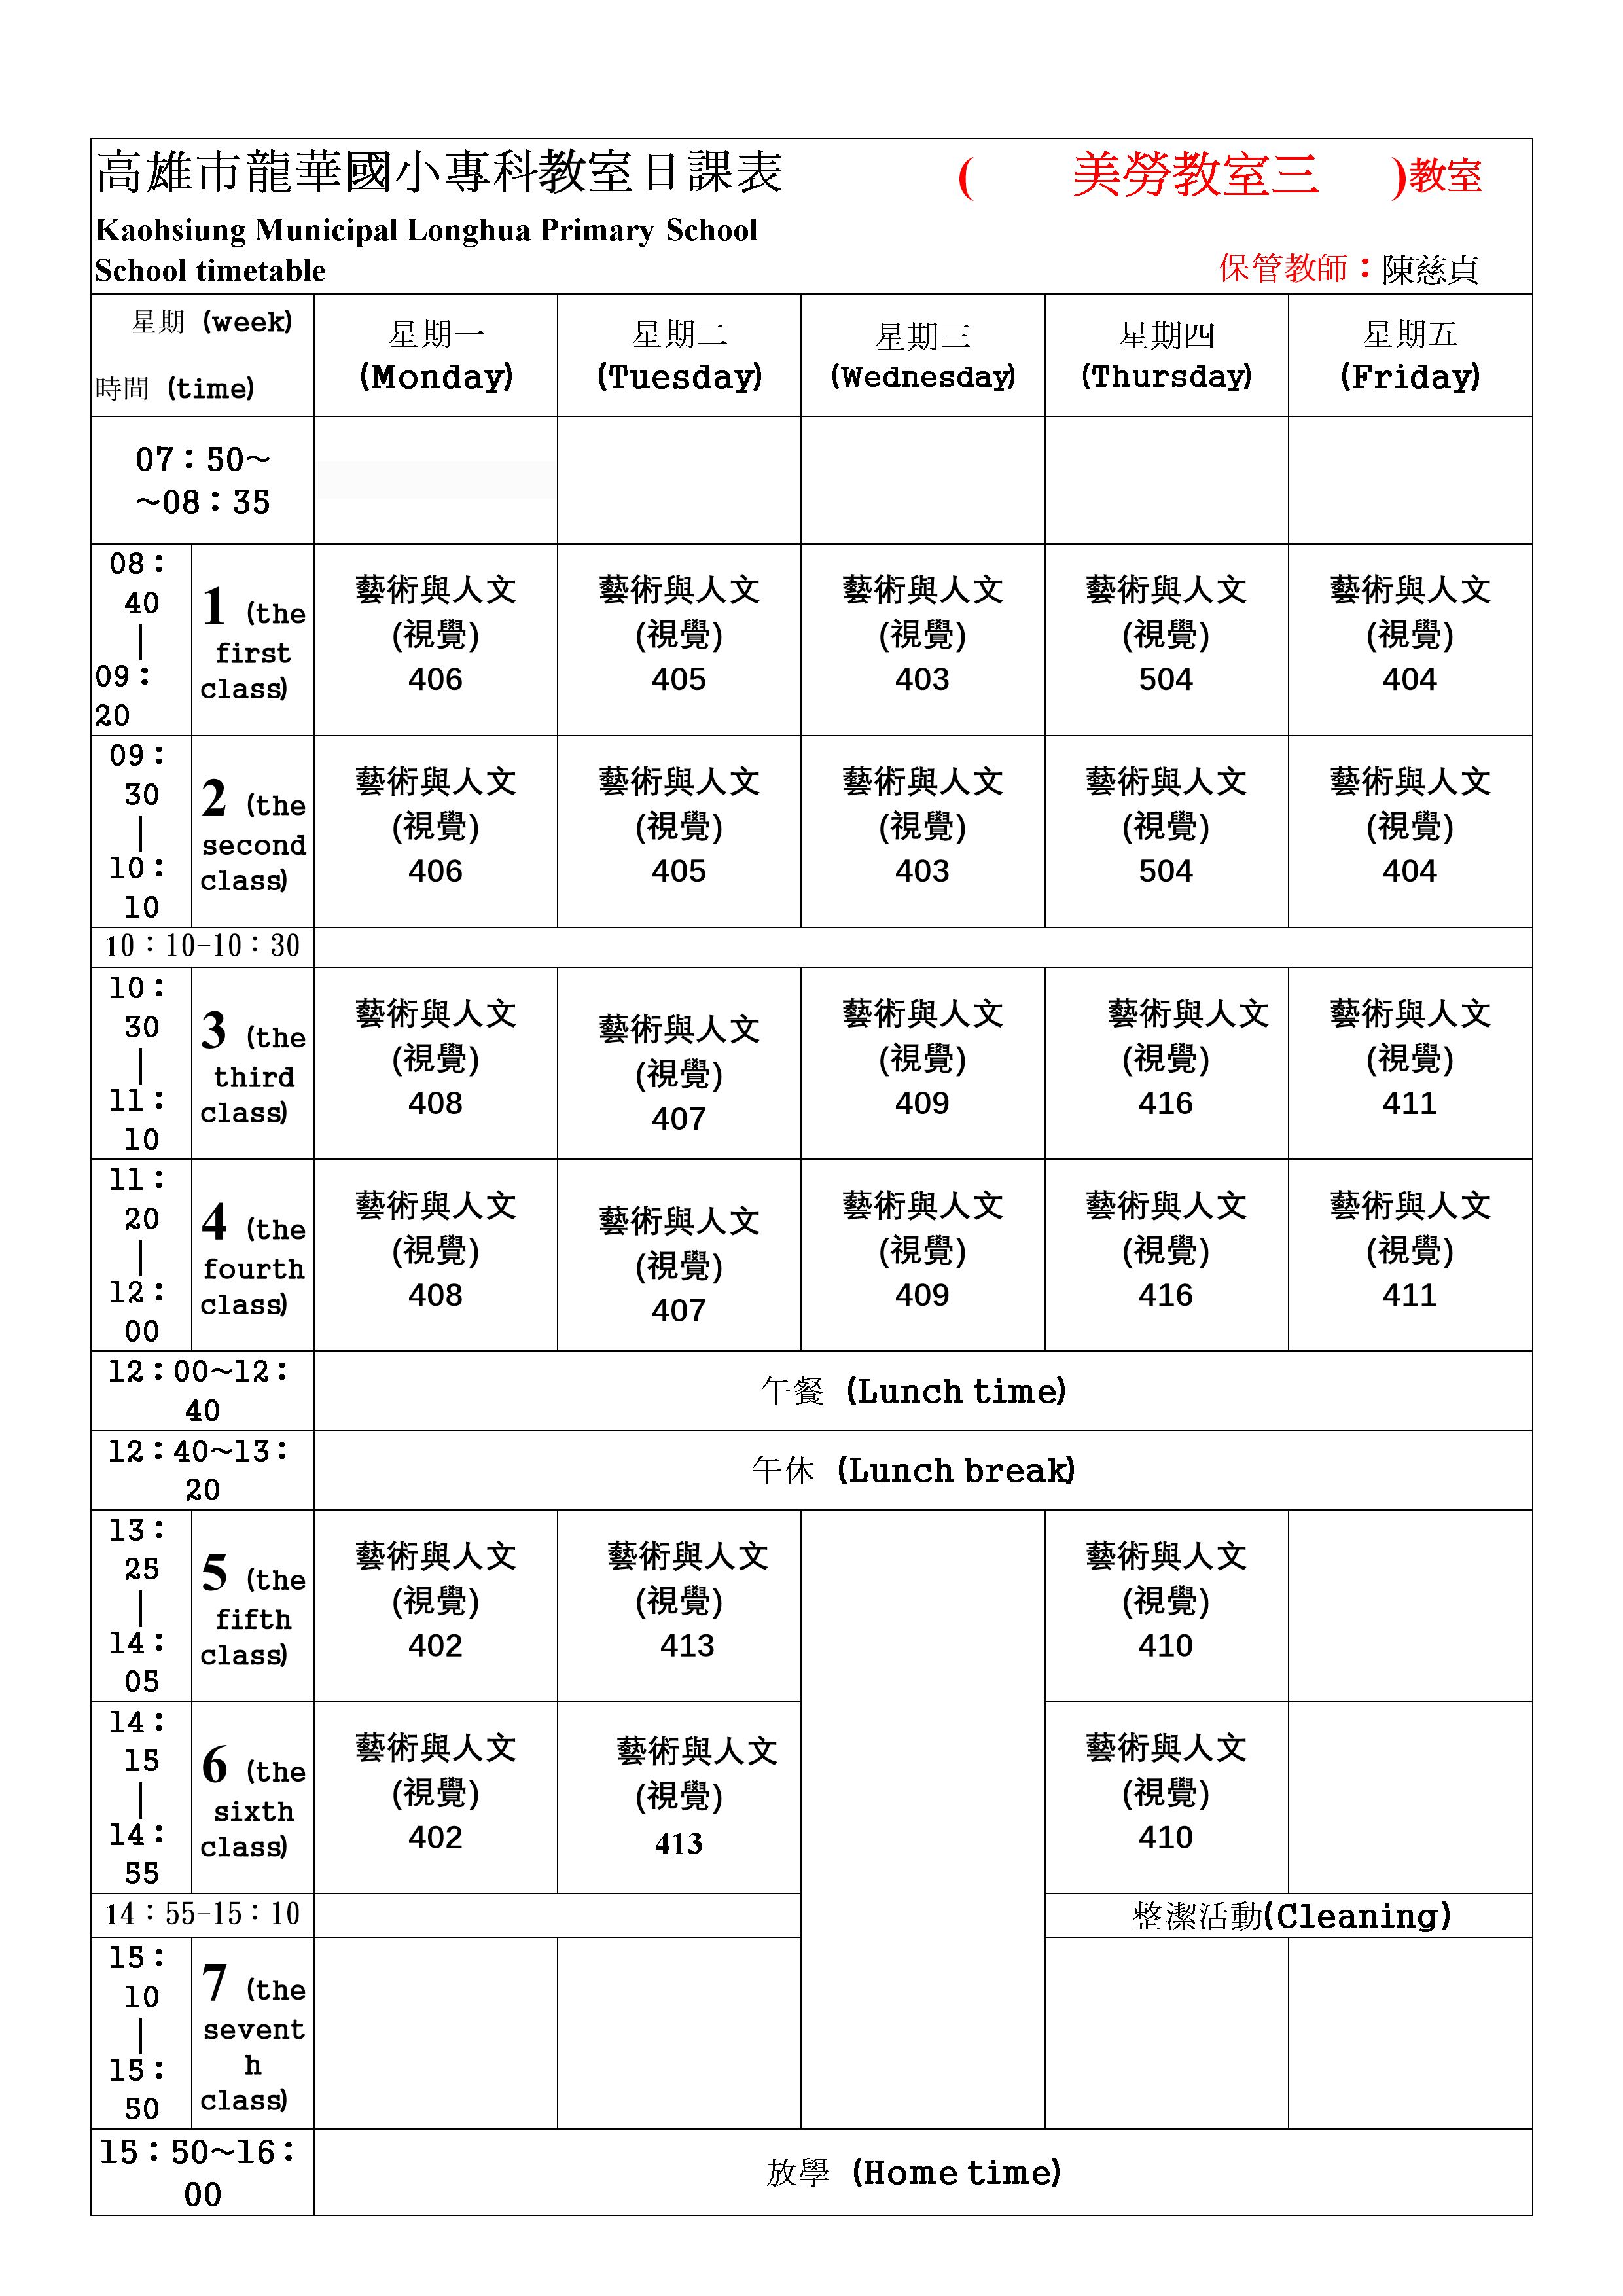 高雄市龍華國小專科教室日課表 ( 美勞教室三 )教室
Kaohsiung Municipal Longhua Primary School
School timetable 保管教師：陳慈貞
星期 (week)
時間 (time)
星期一 (Monday)
星期二 (Tuesday)
星期三 (Wednesday)
星期四 (Thursday)
星期五 (Friday)
07：50～
～08：35
08：
40
｜
09：
20
1 (the
first
class)
藝術與人文 藝術與人文 藝術與人文 藝術與人文 藝術與人文
(視覺) (視覺) (視覺) (視覺) (視覺)
406 405 403 504 404
09：
30
｜
10：
10
2 (the
second
class)
藝術與人文 藝術與人文 藝術與人文 藝術與人文 藝術與人文
(視覺) (視覺) (視覺) (視覺) (視覺)
406 405 403 504 404
10：10-10：30
10：
30
｜
11：
10
3 (the
third
class)
藝術與人文 藝術與人文 藝術與人文 藝術與人文 藝術與人文
(視覺) (視覺) (視覺) (視覺) (視覺)
408 407 409 416 411
11：
20
｜
12：
00
4 (the
fourth
class)
藝術與人文 藝術與人文 藝術與人文 藝術與人文 藝術與人文
(視覺) (視覺) (視覺) (視覺) (視覺)
408 407 409 416 411
12：00～12：
40
午餐 (Lunch time)
12：40～13：
20
午休 (Lunch break)
13：
25
｜
14：
05
5 (the
fifth
class)
藝術與人文 藝術與人文 藝術與人文
(視覺) (視覺) (視覺)
402 413 410
14：
15
｜
14：
55
6 (the
sixth
class)
藝術與人文 藝術與人文 藝術與人文
(視覺) (視覺) (視覺)
402 413 410
14：55-15：10
整潔活動(Cleaning)
15：
10
｜
15：
50
7 (the
sevent
h
class)
15：50～16：
00
放學 (Home time)